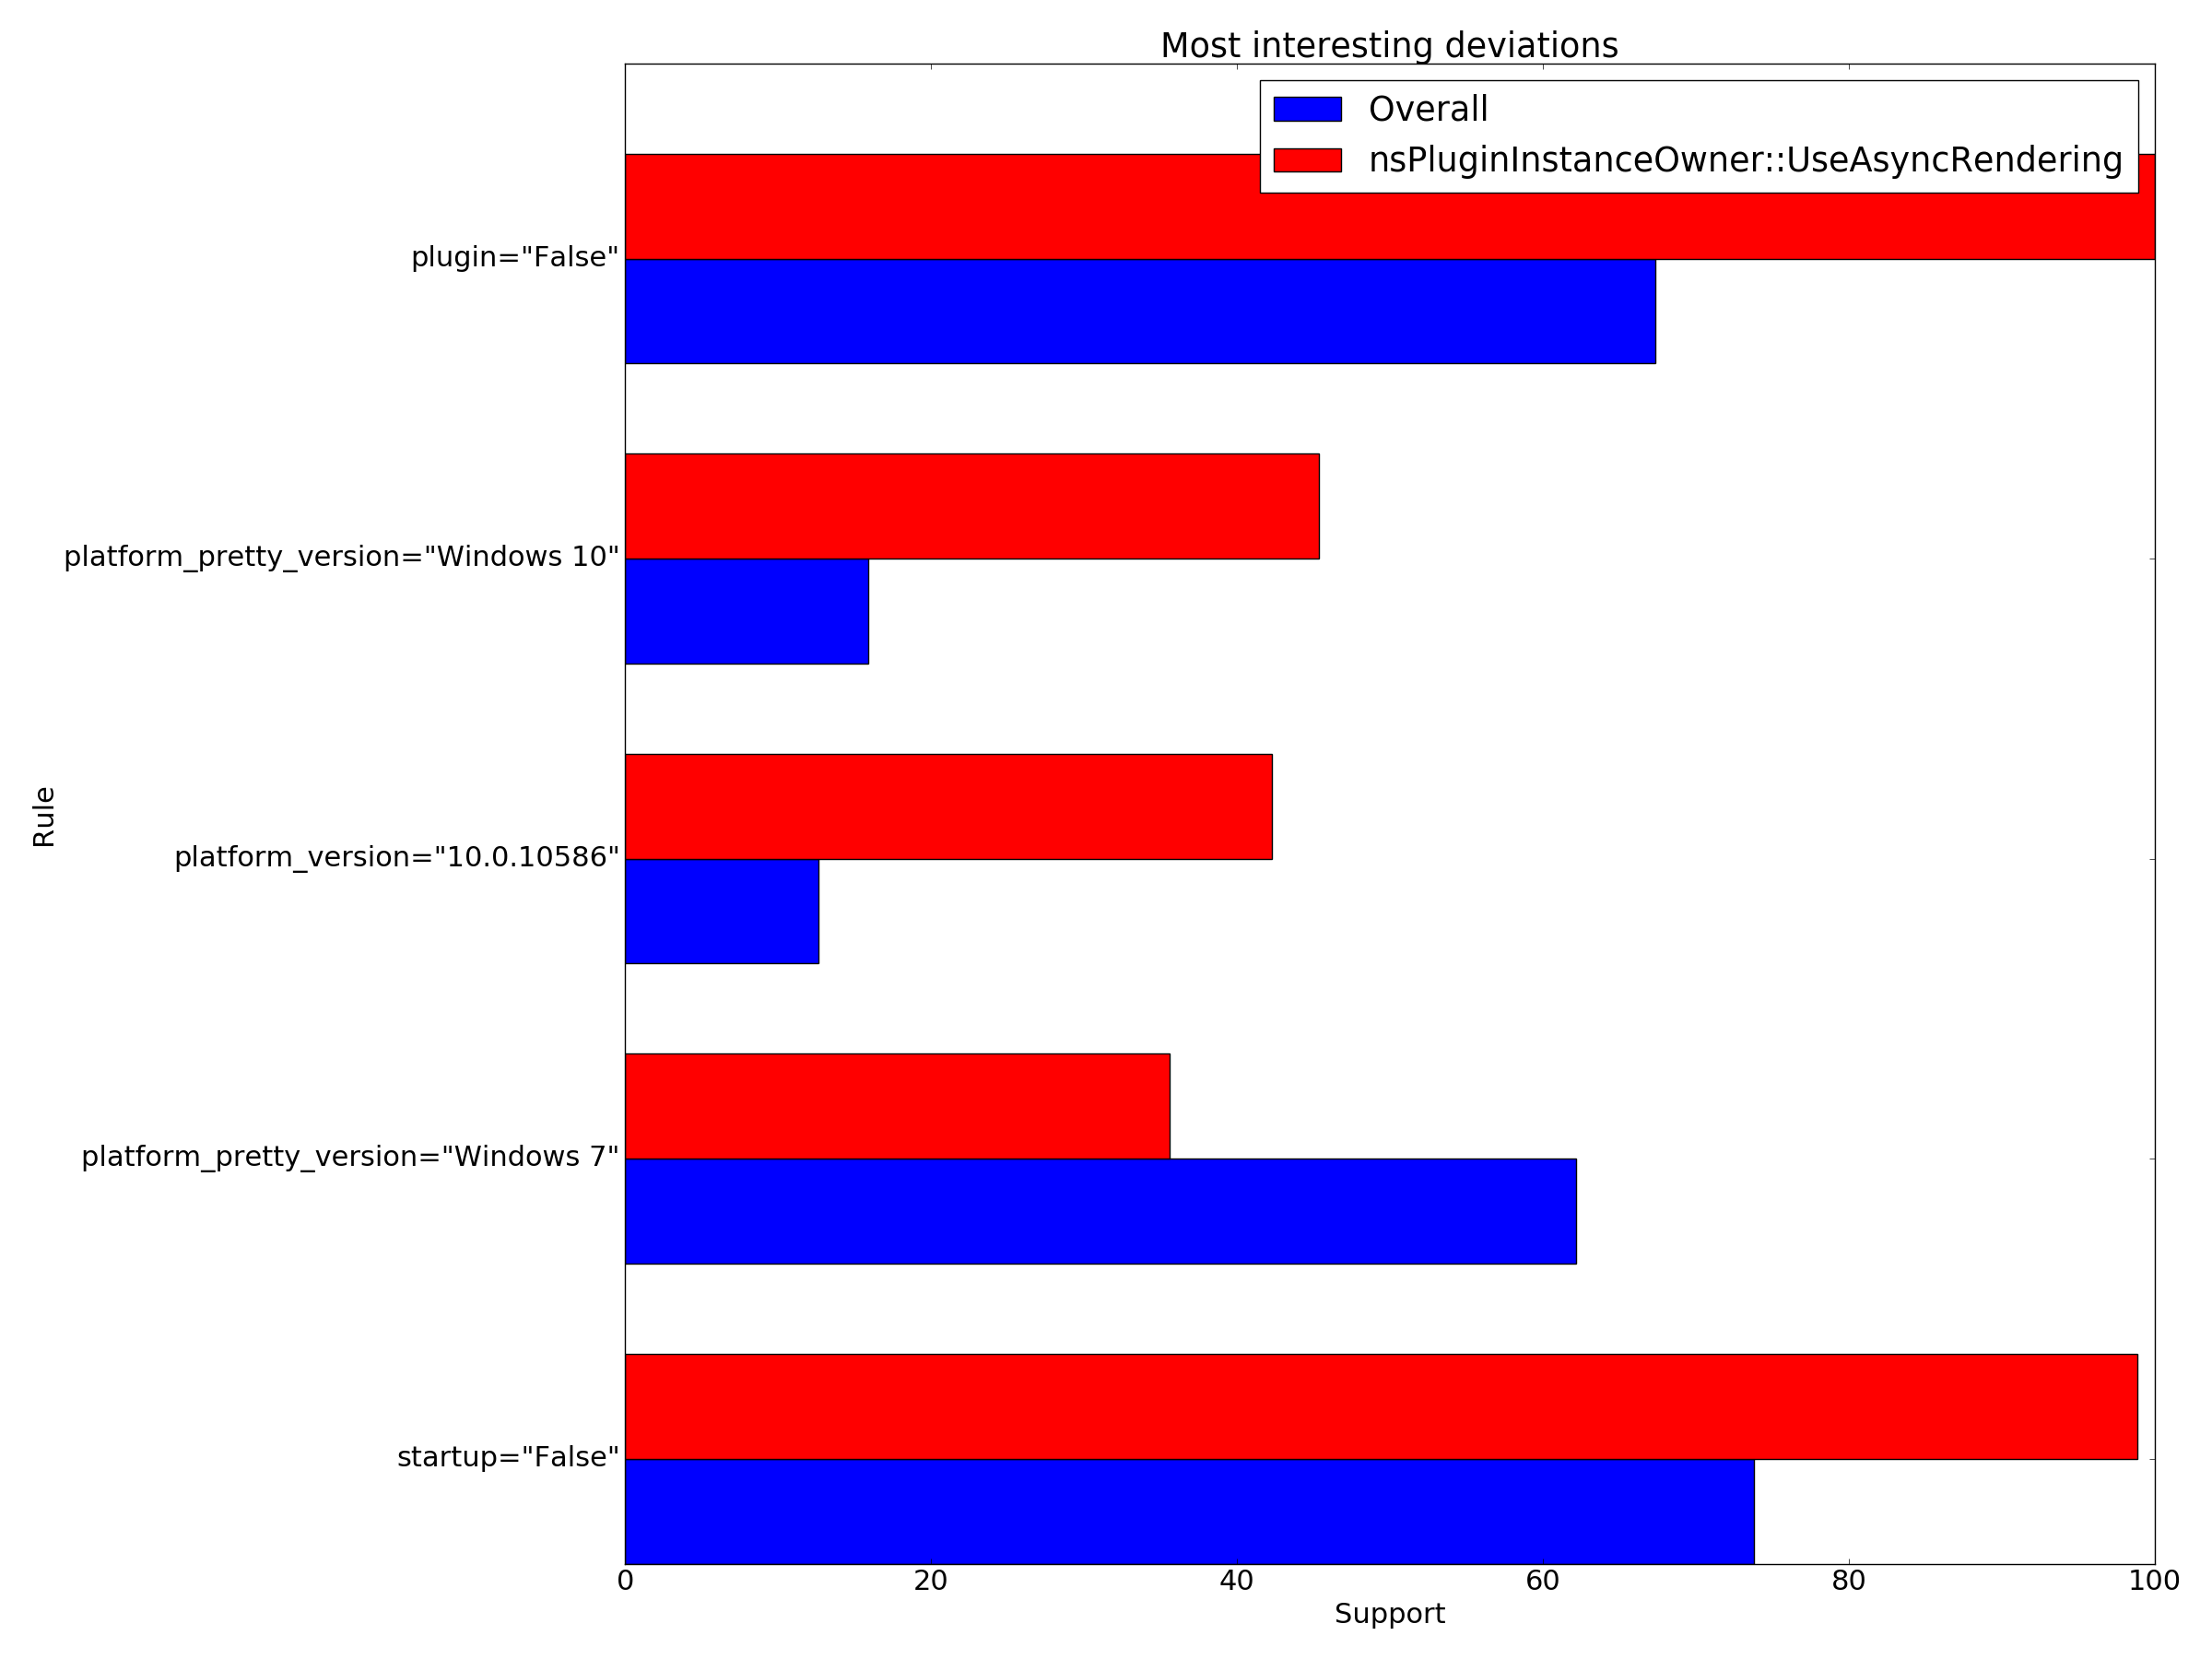 Most interesting deviations
Overall
nsPluginInstanceOwner::UseAsyncRendering
plugin="False"
platform_pretty_version="Windows 10"
platform_version="10.0.10586"
platform_pretty_version="Windows 7"
startup="False"
Rule
0 20 40 60 80 100
Support